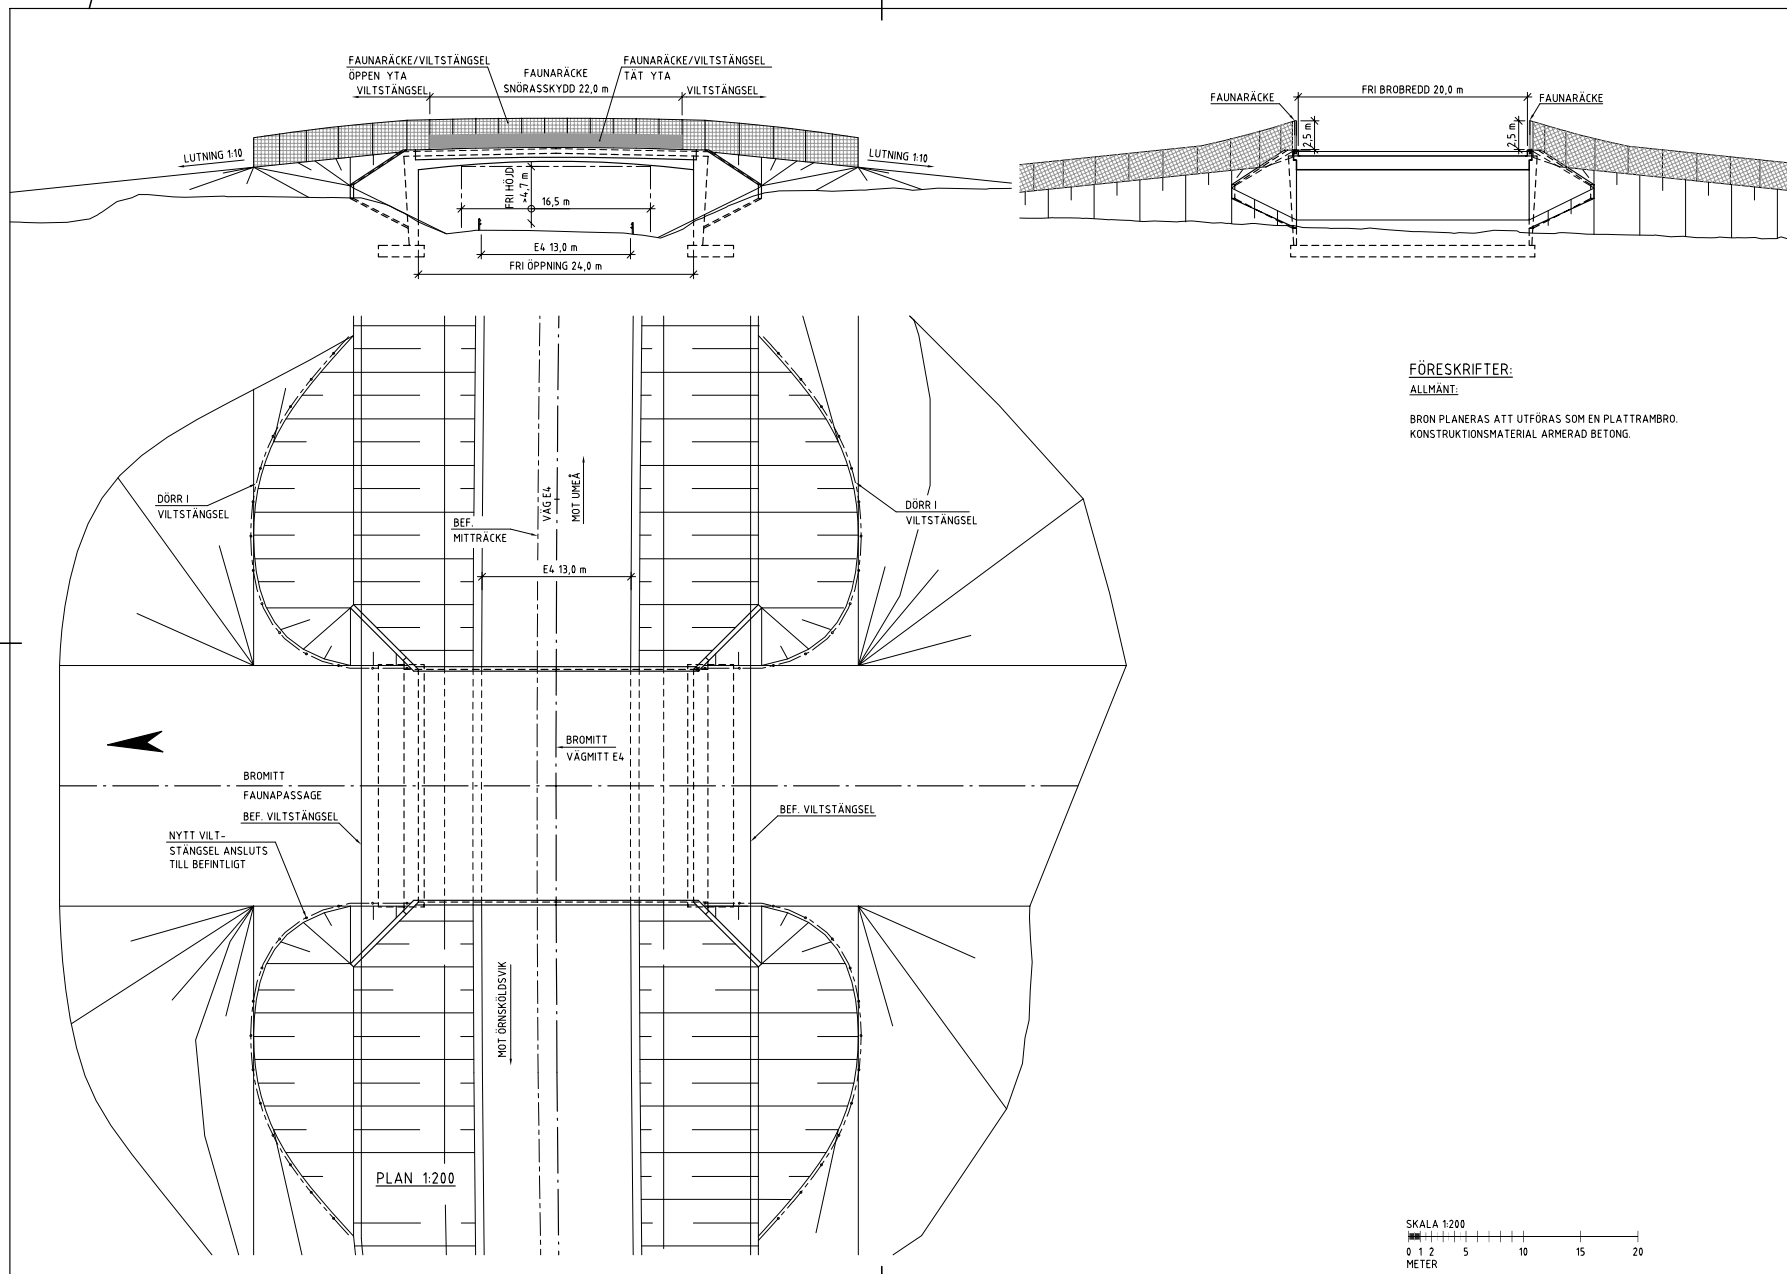 FAUNARÄCKE/VILTSTÄNGSEL
ÖPPEN YTA
VILTSTÄNGSEL
FAUNARÄCKE
SNÖRASSKYDD 22,0 m
FAUNARÄCKE/VILTSTÄNGSEL
TÄT YTA
VILTSTÄNGSEL
LUTNING 1:10
LUTNING 1:10
FRI HÖJD
>4,7 m
16,5 m
E4 13,0 m
FRI ÖPPNING 24,0 m
FAUNARÄCKE
FRI BROBREDD 20,0 m
FAUNARÄCKE
2,5 m
2,5 m
FÖRESKRIFTER:
ALLMÄNT:
BRON PLANERAS ATT UTFÖRAS SOM EN PLATTRAMBRO.
KONSTRUKTIONSMATERIAL ARMERAD BETONG.
DÖRR I
VILTSTÄNGSEL
BEF.
MITTRÄCKE
VÄG E4
MOT UMEÅ
DÖRR I
VILTSTÄNGSEL
E4 13,0 m
BROMITT
VÄGMITT E4
BROMITT
FAUNAPASSAGE
BEF. VILTSTÄNGSEL
BEF. VILTSTÄNGSEL
NYTT VILT-
STÄNGSEL ANSLUTS
TILL BEFINTLIGT
MOT ÖRNSKÖLDSVIK
PLAN 1:200
SKALA 1:200
0 1 2 5 10 15 20
METER